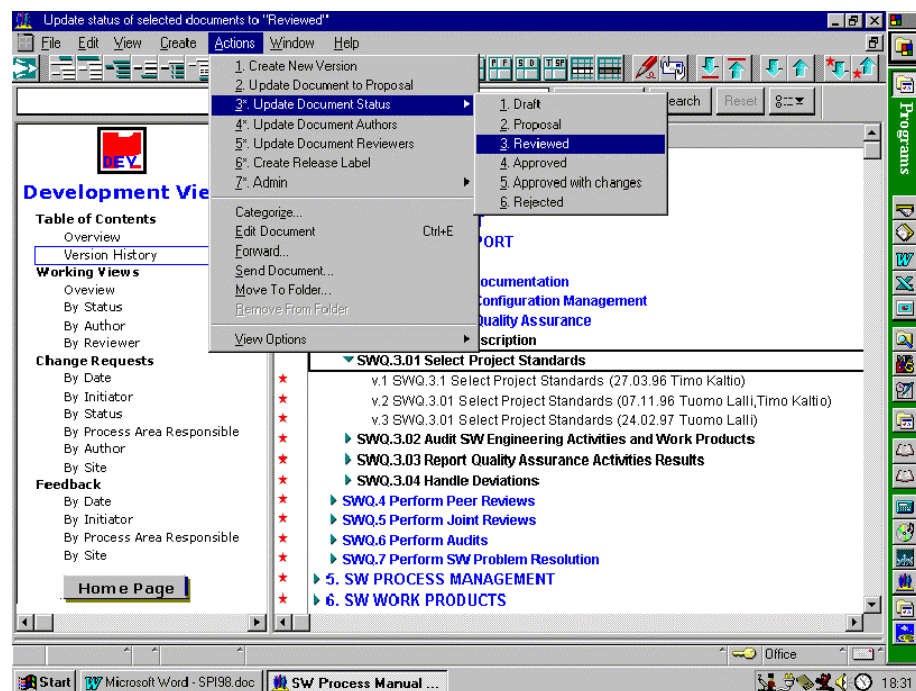 Update status of selected documents to "Reviewed"
File Edit View Create Actions Window Help
1. Create New Version
2. Update Document to Proposal
3*. Update Document Status
4*. Update Document Authors
5*. Update Document Reviewers
6*. Create Release Label
7*. Admin
Categorize...
Edit Document Ctrl+E
Forward...
Send Document...
Move To Folder...
Remove From Folder
View Options
1. Draft
2. Proposal
3. Reviewed
4. Approved
5. Approved with changes
6. Rejected
earch Reset
Programs
DEV
Development Vie
Table of Contents
Overview
Version History
Working Views
Oveview
By Status
By Author
By Reviewer
Change Requests
By Date
By Initiator
By Status
By Process Area Responsible
By Author
By Site
Feedback
By Date
By Initiator
By Process Area Responsible
By Site
Home Page
PORT
ocumentation
Configuration Management
Quality Assurance
scription
SWQ.3.01 Select Project Standards
v.1 SWQ.3.1 Select Project Standards (27.03.96 Timo Kaltio)
v.2 SWQ.3.01 Select Project Standards (07.11.96 Tuomo Lalli,Timo Kaltio)
v.3 SWQ.3.01 Select Project Standards (24.02.97 Tuomo Lalli)
SWQ.3.02 Audit SW Engineering Activities and Work Products
SWQ.3.03 Report Quality Assurance Activities Results
SWQ.3.04 Handle Deviations
SWQ.4 Perform Peer Reviews
SWQ.5 Perform Joint Reviews
SWQ.6 Perform Audits
SWQ.7 Perform SW Problem Resolution
5. SW PROCESS MANAGEMENT
6. SW WORK PRODUCTS
Office
Start Microsoft Word - SPI98.doc SW Process Manual ... 18:31